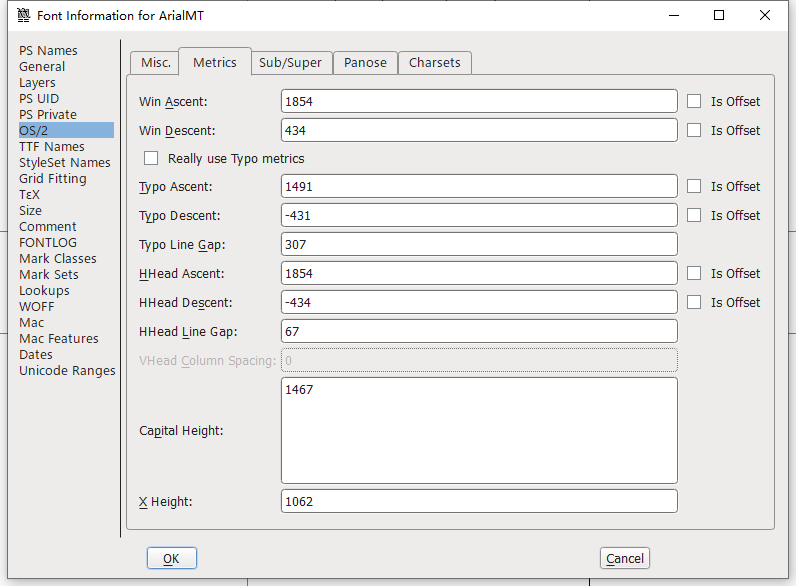 Font Information for ArialMT
PS Names
General
Layers
PS UID
PS Private
OS/2
TTF Names
StyleSet Names
Grid Fitting
TεX
Size
Comment
FONTLOG
Mark Classes
Mark Sets
Lookups
WOFF
Mac
Mac Features
Dates
Unicode Ranges
Misc. Metrics Sub/Super Panose Charsets
Win Ascent: 1854 Is Offset
Win Descent: 434 Is Offset
Really use Typo metrics
Typo Ascent: 1491 Is Offset
Typo Descent: -431 Is Offset
Typo Line Gap: 307
HHead Ascent: 1854 Is Offset
HHead Descent: -434 Is Offset
HHead Line Gap: 67
VHead Column Spacing: 0
Capital Height: 1467
X Height: 1062
OK Cancel